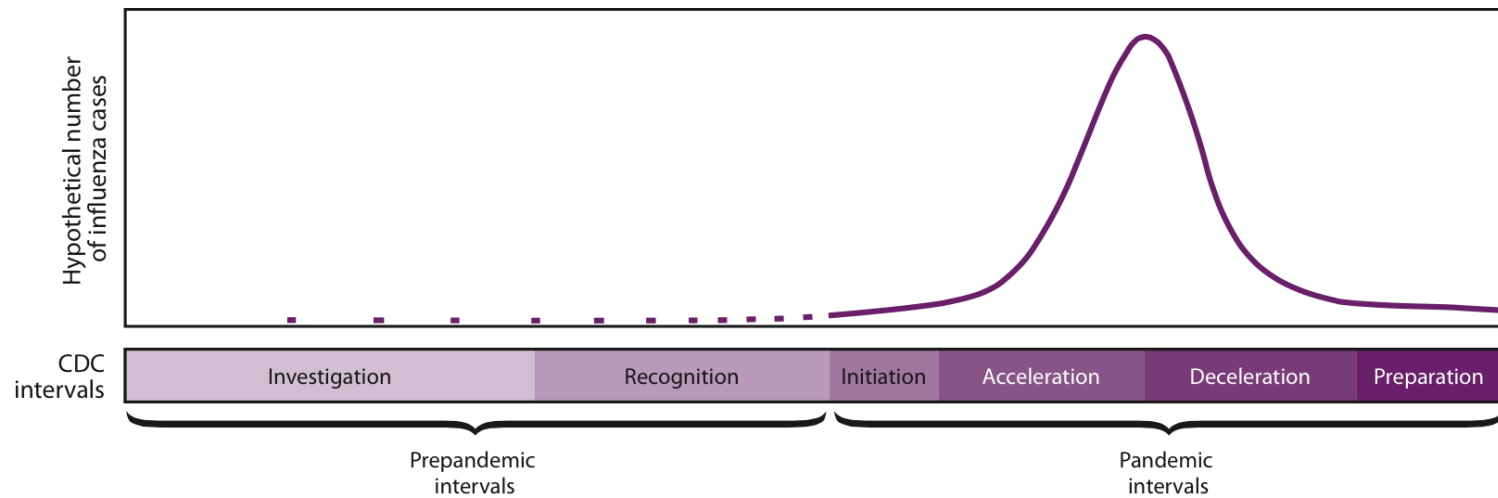 Hypothetical number
of influenza cases
CDC
intervals
Investigation
Recognition
Initiation
Acceleration
Deceleration
Preparation
Prepandemic
intervals
Pandemic
intervals